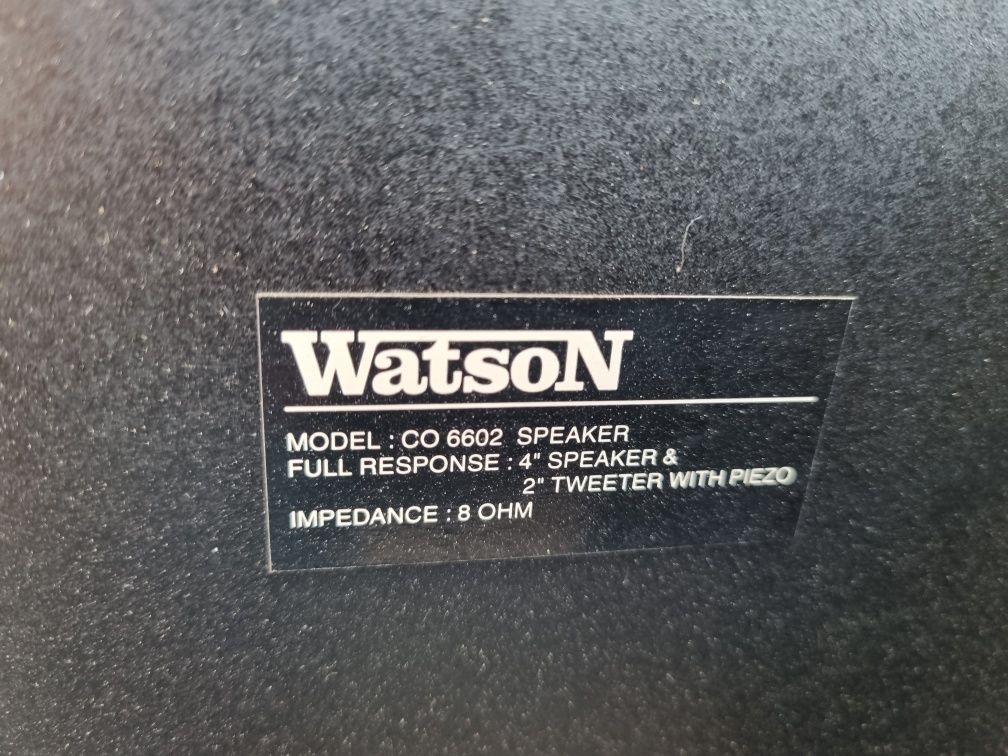 WatsoN
MODEL : CO 6602 SPEAKER
FULL RESPONSE : 4" SPEAKER &
2" TWEETER WITH PIEZO
IMPEDANCE : 8 OHM